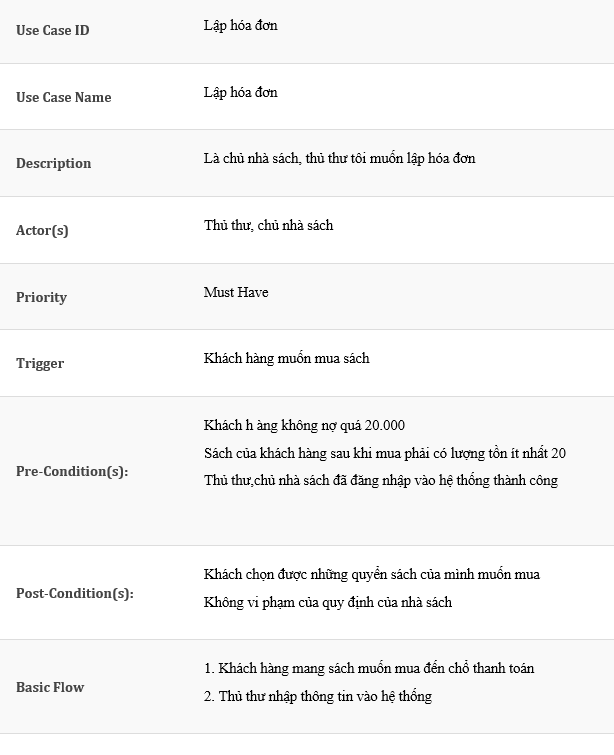 Use Case ID
Lập hóa đơn
Use Case Name
Lập hóa đơn
Description
Là chủ nhà sách, thủ thư tôi muốn lập hóa đơn
Actor(s)
Thủ thư, chủ nhà sách
Priority
Must Have
Trigger
Khách hàng muốn mua sách
Pre-Condition(s):
Khách h àng không nợ quá 20.000
Sách của khách hàng sau khi mua phải có lượng tồn ít nhất 20
Thủ thư,chủ nhà sách đã đăng nhập vào hệ thống thành công
Post-Condition(s):
Khách chọn được những quyển sách của mình muốn mua
Không vi phạm của quy định của nhà sách
Basic Flow
1. Khách hàng mang sách muốn mua đến chổ thanh toán
2. Thủ thư nhập thông tin vào hệ thống